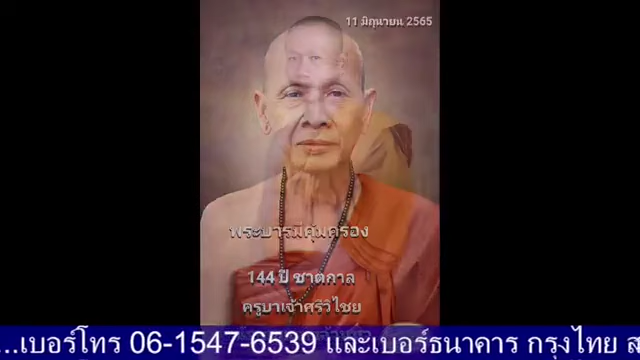 11 มิถุนายน 2565
พระบารมีคุ้มครอง
144 ปี ชาตกาล
ครูบาเจ้าศรีวิไชย
...เบอร์โทร 06-1547-6539 และเบอร์ธนาคาร กรุงไทย